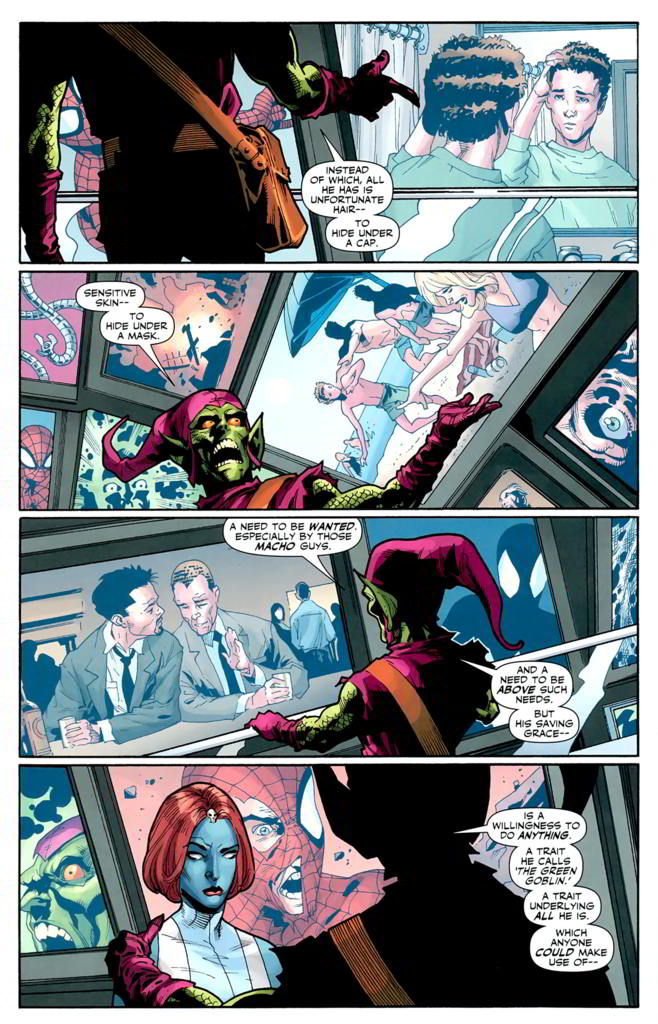 INSTEAD
OF WHICH, ALL
HE HAS IS
UNFORTUNATE
HAIR--
TO
HIDE UNDER
A CAP.
SENSITIVE
SKIN--
TO
HIDE UNDER
A MASK.
A NEED TO BE WANTED.
ESPECIALLY BY THOSE
MACHO GUYS.
AND A
NEED TO BE
ABOVE SUCH
NEEDS.
BUT
HIS SAVING
GRACE--
IS A
WILLINGNESS TO
DO ANYTHING.
A TRAIT
HE CALLS
'THE GREEN
GOBLIN.'
A TRAIT
UNDERLYING
ALL HE IS.
WHICH
ANYONE
COULD MAKE
USE OF--